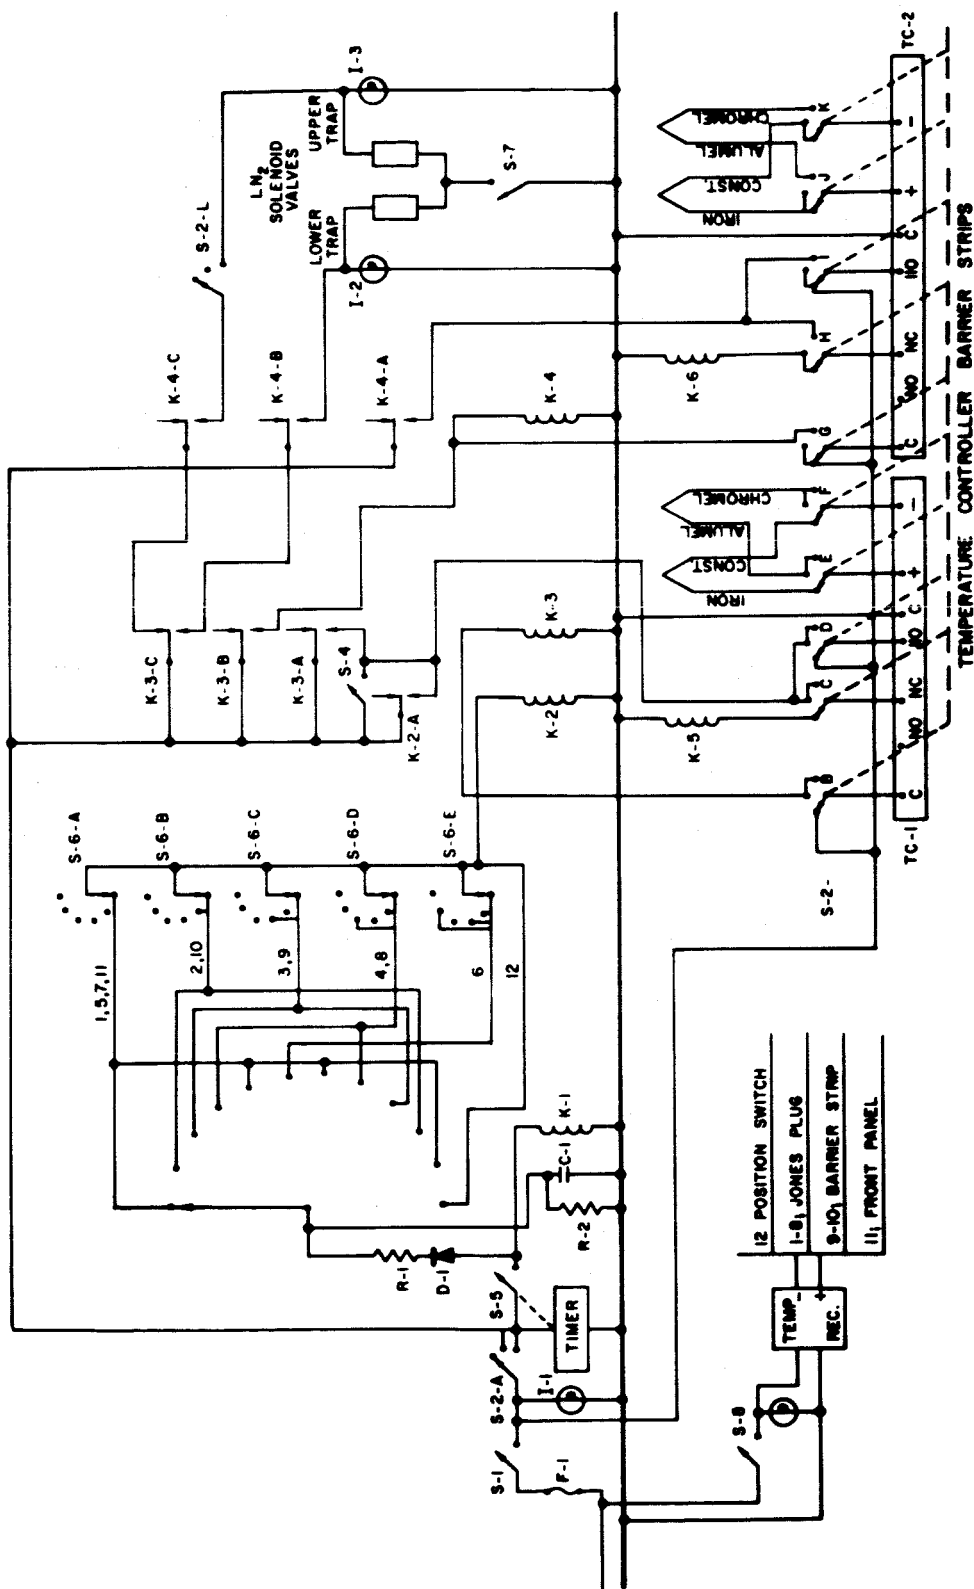 S-6-A
S-6-B
S-6-C
S-6-D
S-6-E
1,5,7,11
2,10
3,9
4,8
6
12
K-3-C
K-3-B
K-3-A
S-4
K-2-A
K-4-C
K-4-B
K-4-A
S-2-L
LN2
SOLENOID
VALVES
LOWER
TRAP
UPPER
TRAP
I-2
I-3
S-7
S-1
F-1
S-2-A
I-1
S-5
TIMER
R-1
D-1
R-2
C-1
K-1
K-2
K-3
K-4
K-5
K-6
IRON
CONST.
ALUMEL
CHROMEL
IRON
CONST.
ALUMEL
CHROMEL
S-2-
B
C
D
E
F
G
H
I
J
K
TC-1
C
NO
NC
NO
C
+
-
C
NO
NC
NO
C
+
-
TC-2
TEMPERATURE CONTROLLER BARRIER STRIPS
S-8
TEMP
REC.
-
+
12 POSITION SWITCH
1-8, JONES PLUG
9-10, BARRIER STRIP
11, FRONT PANEL